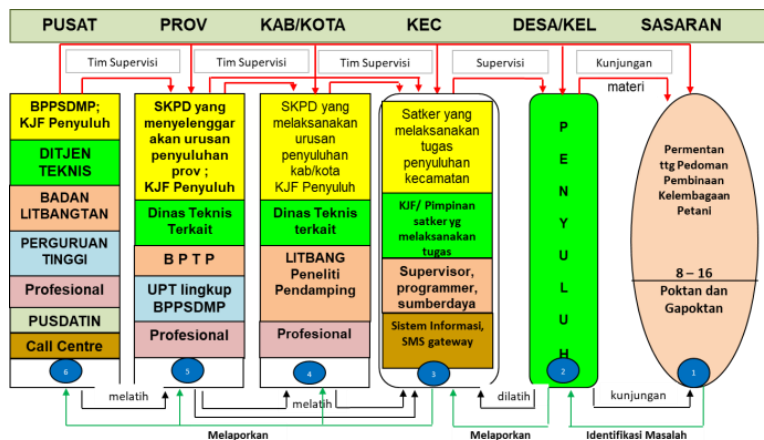 PUSAT PROV KAB/KOTA KEC DESA/KEL SASARAN
Tim Supervisi
Tim Supervisi
Tim Supervisi
Supervisi
Kunjungan
materi
BPPSDMP;
KJF Penyuluh
DITJEN
TEKNIS
BADAN
LITBANGTAN
PERGURUAN
TINGGI
Profesional
PUSDATIN
Call Centre
6
SKPD yang
menyelenggar
akan urusan
penyuluhan
prov ;
KJF Penyuluh
Dinas Teknis
Terkait
B P T P
UPT lingkup
BPPSDMP
Profesional
5
SKPD yang
melaksanakan
urusan
penyuluhan
kab/kota
KJF Penyuluh
Dinas Teknis
terkait
LITBANG
Peneliti
Pendamping
Profesional
4
Satker yang
melaksanakan
tugas
penyuluhan
kecamatan
KJF/ Pimpinan
satker yg
melaksanakan
tugas
Supervisor,
programmer,
sumberdaya
Sistem Informasi,
SMS gateway
3
P
E
N
Y
U
L
U
H
2
Permentan
ttg Pedoman
Pembinaan
Kelembagaan
Petani
8 – 16
Poktan dan
Gapoktan
1
melatih
melatih
dilatih
kunjungan
Melaporkan
Melaporkan
Identifikasi Masalah